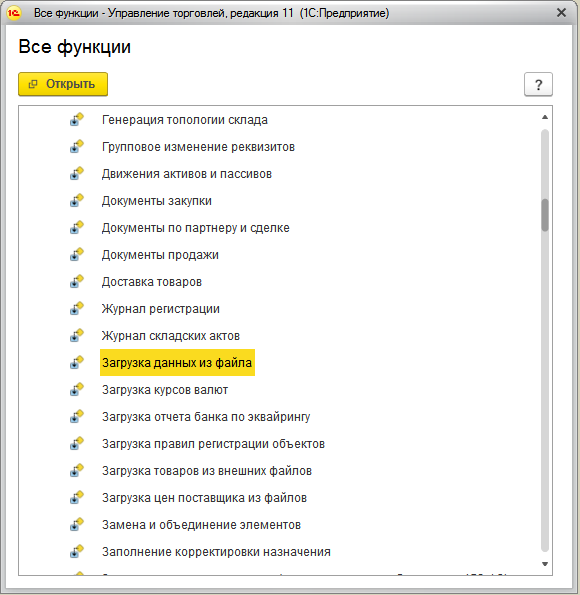 Все функции - Управление торговлей, редакция 11 (1С:Предприятие)
Все функции
Открыть
?
Генерация топологии склада
Групповое изменение реквизитов
Движения активов и пассивов
Документы закупки
Документы по партнеру и сделке
Документы продажи
Доставка товаров
Журнал регистрации
Журнал складских актов
Загрузка данных из файла
Загрузка курсов валют
Загрузка отчета банка по эквайрингу
Загрузка правил регистрации объектов
Загрузка товаров из внешних файлов
Загрузка цен поставщика из файлов
Замена и объединение элементов
Заполнение корректировки назначения